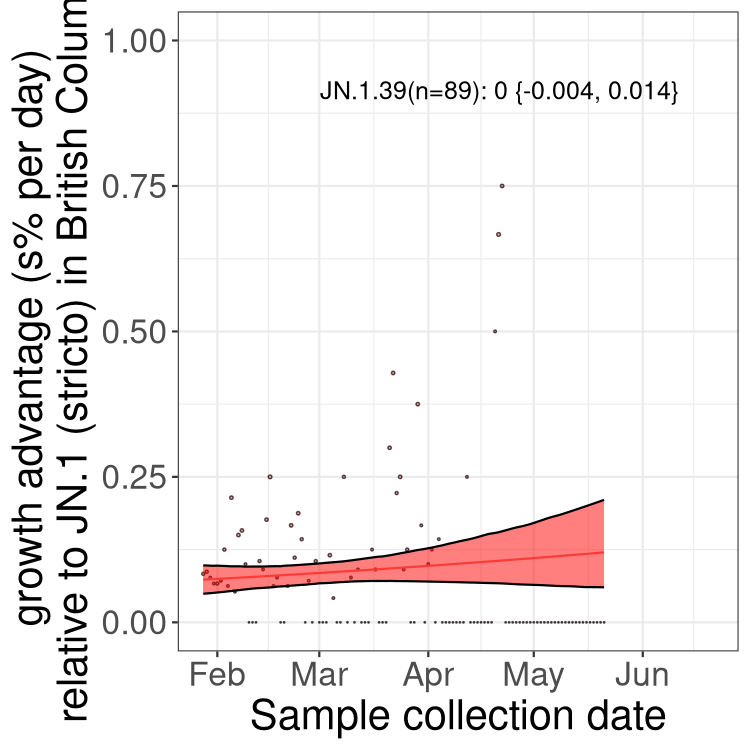 growth advantage (s% per day)
relative to JN.1 (stricto) in British Colum
1.00
0.75
0.50
0.25
0.00
JN.1.39(n=89): 0 {-0.004, 0.014}
Feb Mar Apr May Jun
Sample collection date